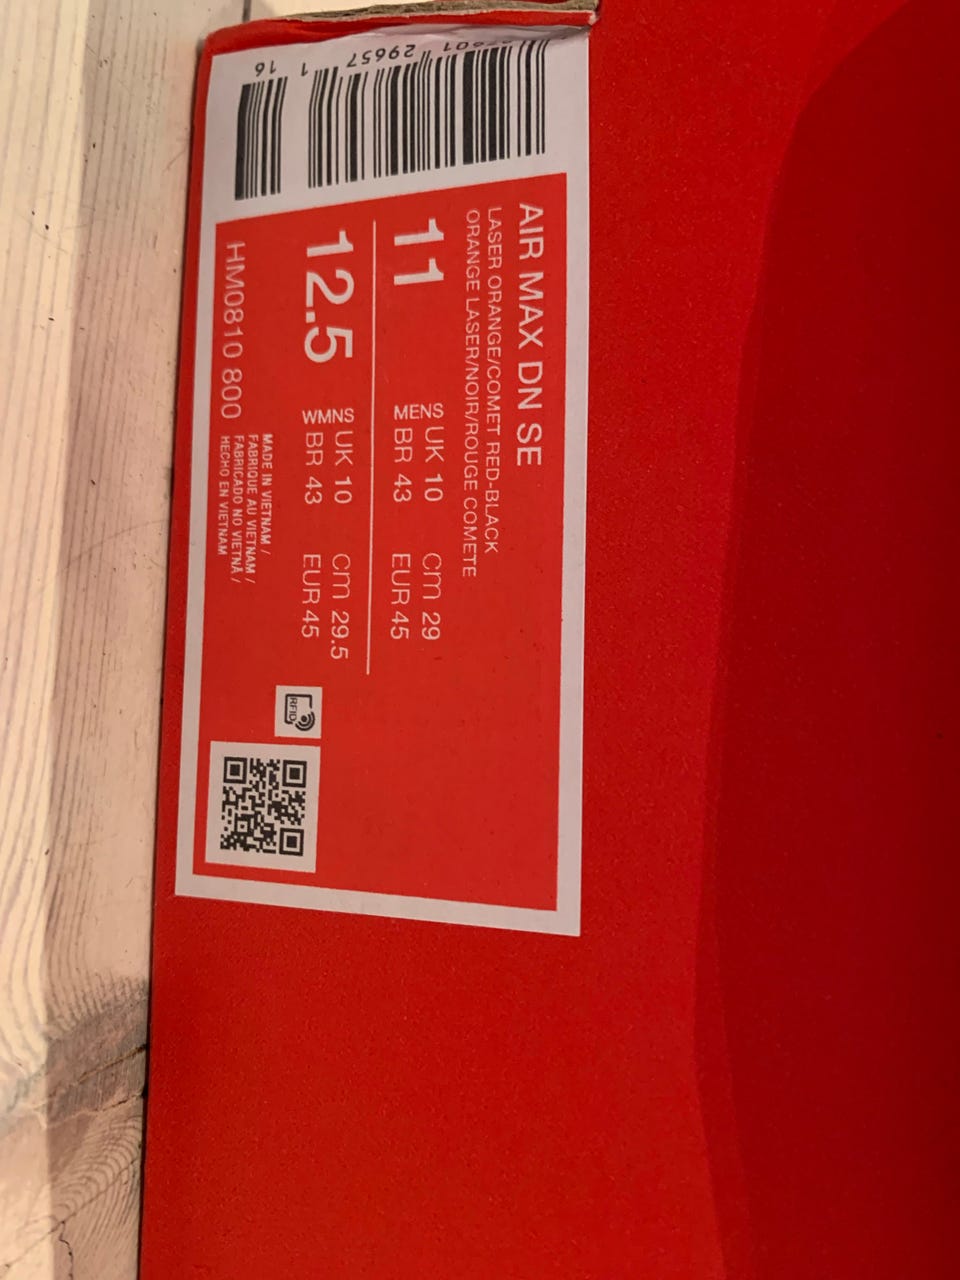 AIR MAX DN SE
LASER ORANGE/COMET RED-BLACK
ORANGE LASER/NOIR/ROUGE COMETE
11 MENS UK 10 cm 29
BR 43 EUR 45
12.5 WMNS UK 10 cm 29.5
BR 43 EUR 45
HM0810 800
MADE IN VIETNAM /
FABRIQUE AU VIETNAM /
FABRICADO NO VIETNÃ /
HECHO EN VIETNAM
RFID
29657 1 16